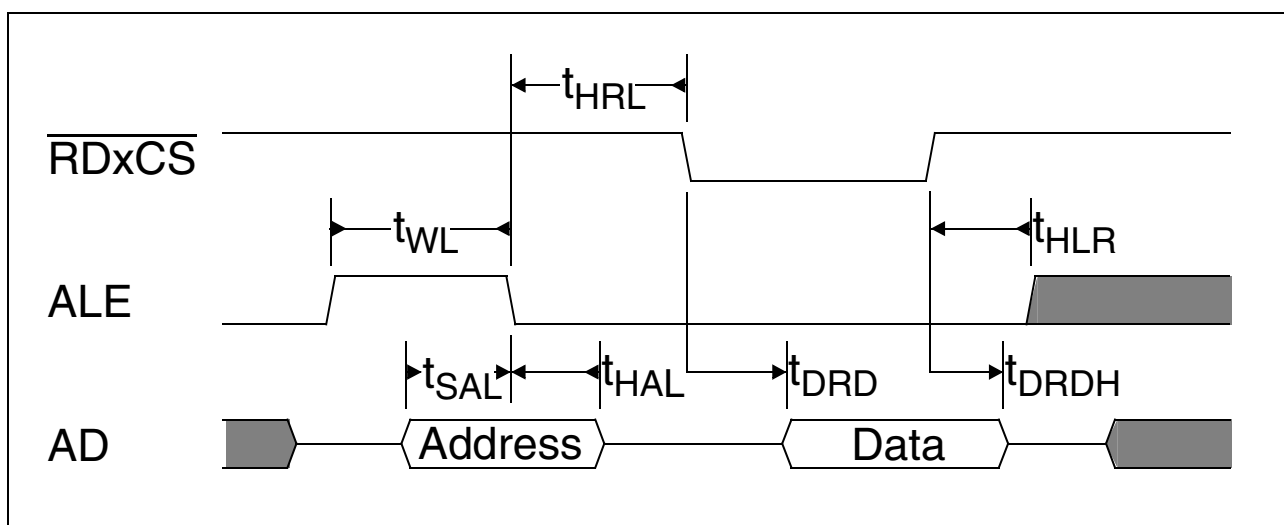 tHRL
RDxCS
tWL
tHLR
ALE
tSAL
tHAL
tDRD
tDRDH
AD
Address
Data